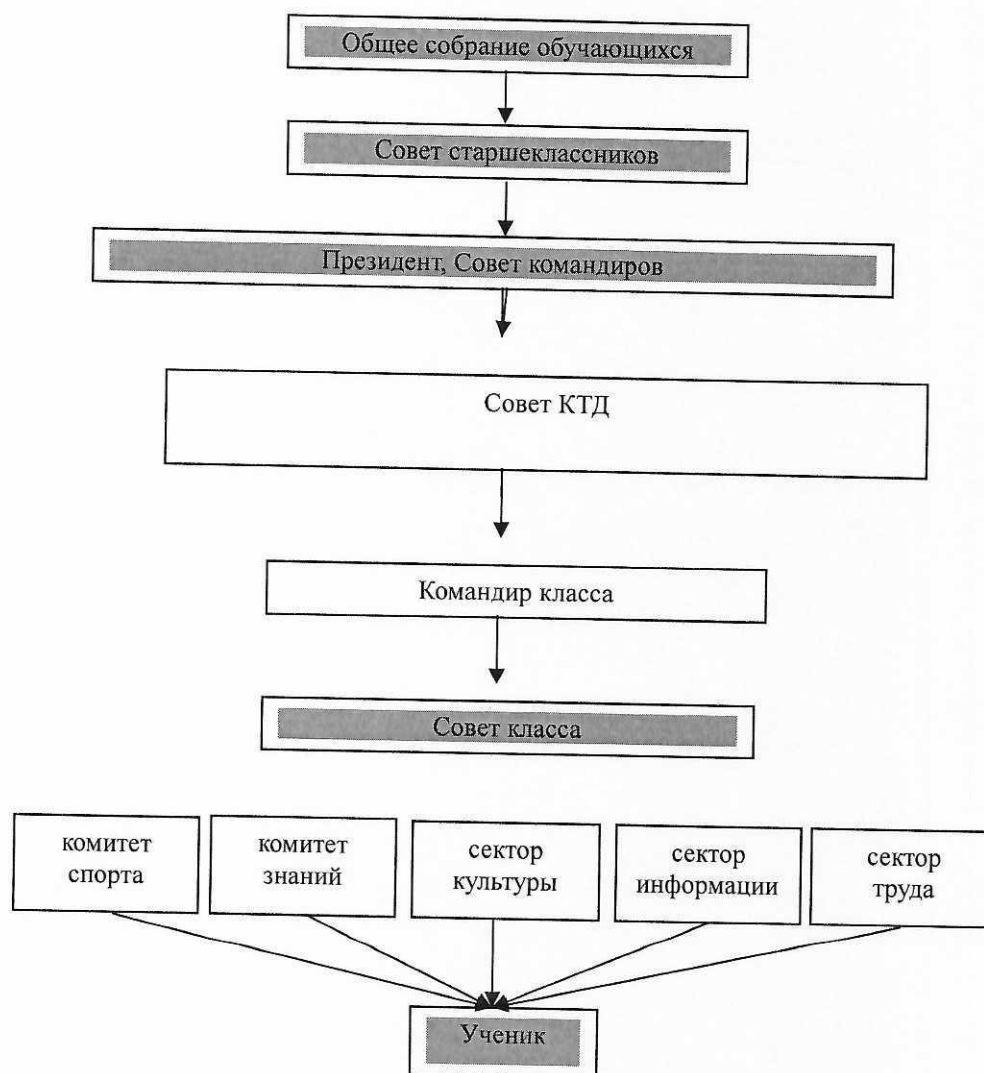 Общее собрание обучающихся
Совет старшеклассников
Президент, Совет командиров
Совет КТД
Командир класса
Совет класса
комитет
спорта
комитет
знаний
сектор
культуры
сектор
информации
сектор
труда
Ученик